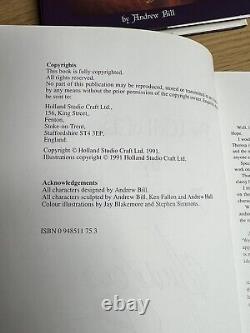 by Andrew Bill
Copyrights
This book is fully copyrighted.
All rights reserved.
No part of this publication may be reproduced, stored or transmitted
by any means without the prior permission of the copyright owner.
be sent to:
Holland Studio Craft Ltd.,
156, King Street,
Fenton,
Stoke-on Trent,
Staffordshire ST4 3EP,
England.
Copyright © Holland Studio Craft Ltd. 1991.
Illustrations copyright © 1991 Holland Studio Craft Ltd.
Acknowledgements
All characters designed by Andrew Bill.
All characters sculpted by Andrew Bill, Ken Fallon and Andrew Bill
Colour illustrations by Jay Blakemore and Stephen Simmons.
ISBN 0 948511 75.3